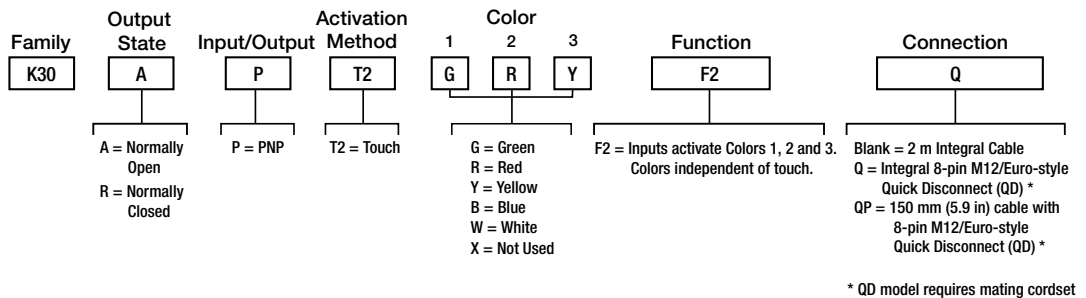 Family
Output
State
Input/Output
Activation
Method
Color
1 2 3
Function
Connection
K30
A
P
T2
G
R
Y
F2
Q
A = Normally
Open
R = Normally
Closed
P = PNP
T2 = Touch
G = Green
R = Red
Y = Yellow
B = Blue
W = White
X = Not Used
F2 = Inputs activate Colors 1, 2 and 3.
Colors independent of touch.
Blank = 2 m Integral Cable
Q = Integral 8-pin M12/Euro-style
Quick Disconnect (QD) *
QP = 150 mm (5.9 in) cable with
8-pin M12/Euro-style
Quick Disconnect (QD) *
* QD model requires mating cordset